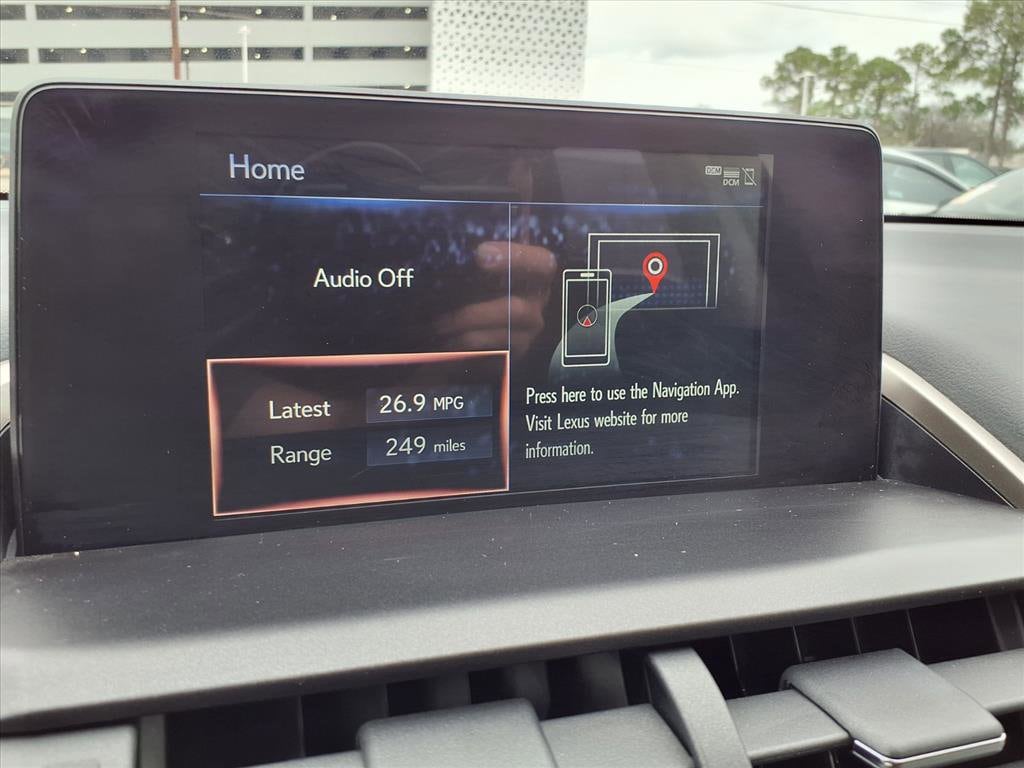 Home
DCM
DCM
Audio Off
Latest 26.9 MPG
Range 249 miles
Press here to use the Navigation App.
Visit Lexus website for more
information.